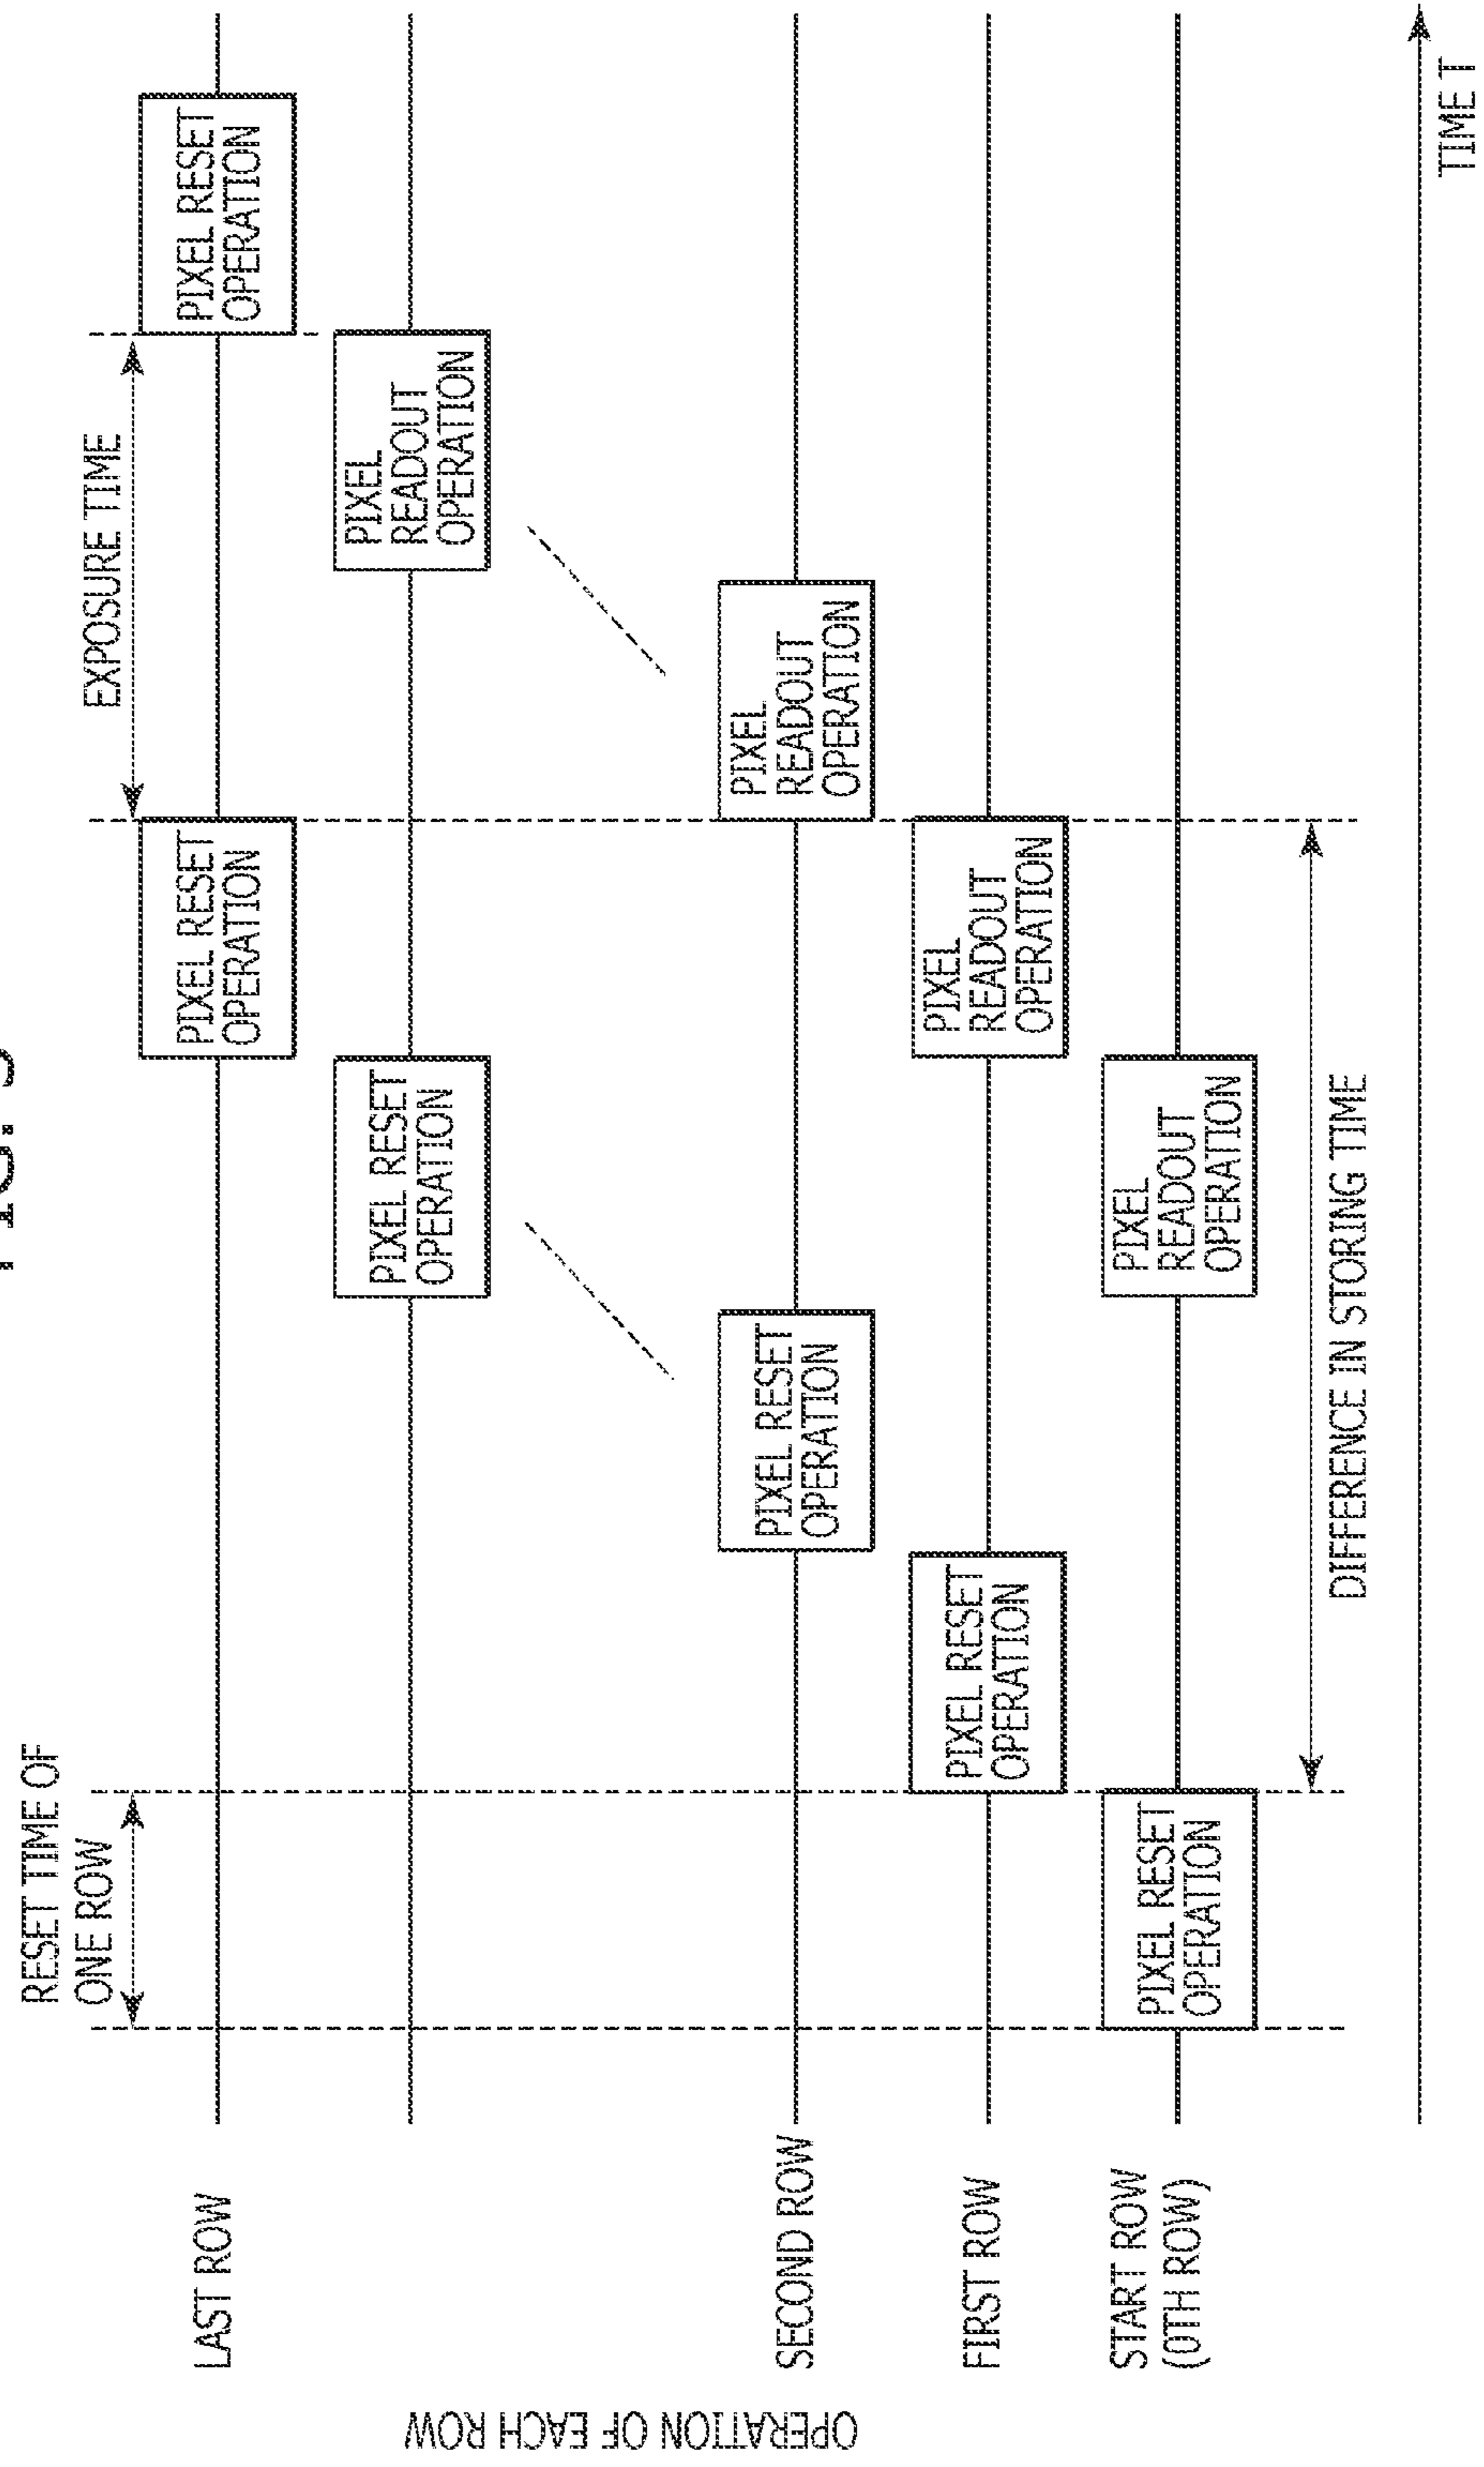 RESET TIME OF
ONE ROW
EXPOSURE TIME
LAST ROW
PIXEL RESET
OPERATION
PIXEL RESET
OPERATION
PIXEL RESET
OPERATION
PIXEL
READOUT
OPERATION
OPERATION OF EACH ROW
SECOND ROW
PIXEL RESET
OPERATION
PIXEL
READOUT
OPERATION
FIRST ROW
PIXEL RESET
OPERATION
PIXEL
READOUT
OPERATION
START ROW
(0TH ROW)
PIXEL RESET
OPERATION
PIXEL
READOUT
OPERATION
DIFFERENCE IN STORING TIME
TIME T